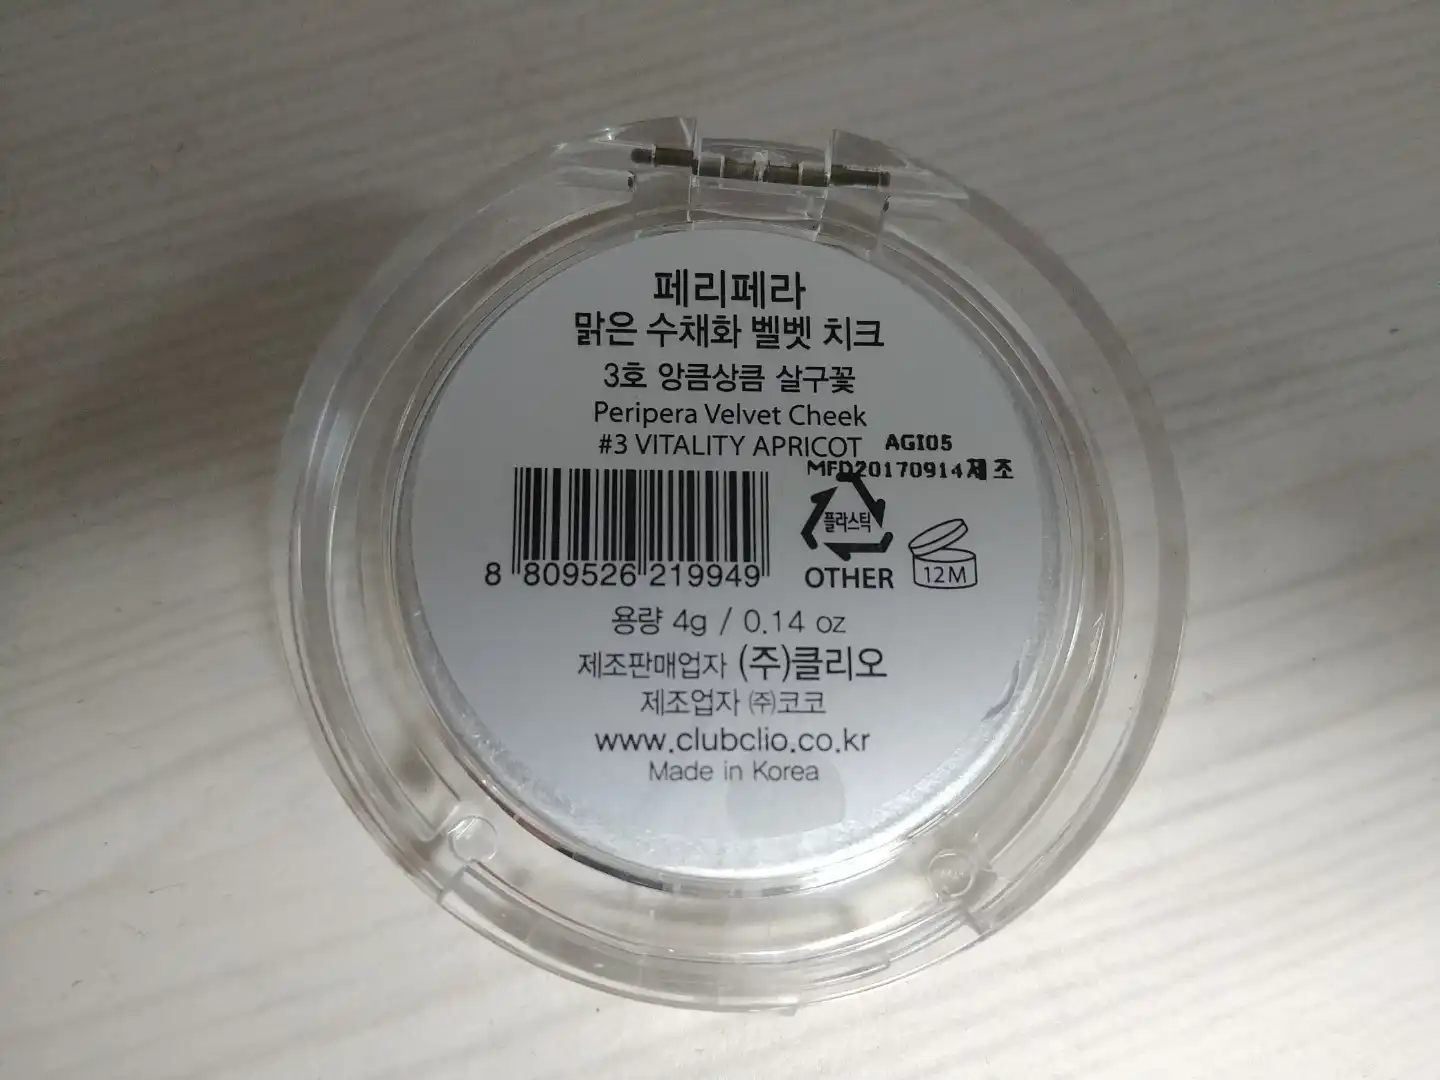 페리페라
맑은 수채화 벨벳 치크
3호 앙큼상큼 살구꽃
Peripera Velvet Cheek
#3 VITALITY APRICOT
AGI05
MFD20170914제조
플라스틱
OTHER
12M
8 809526 219949
용량 4g / 0.14 oz
제조판매업자 (주)클리오
제조업자 ㈜코코
www.clubclio.co.kr
Made in Korea